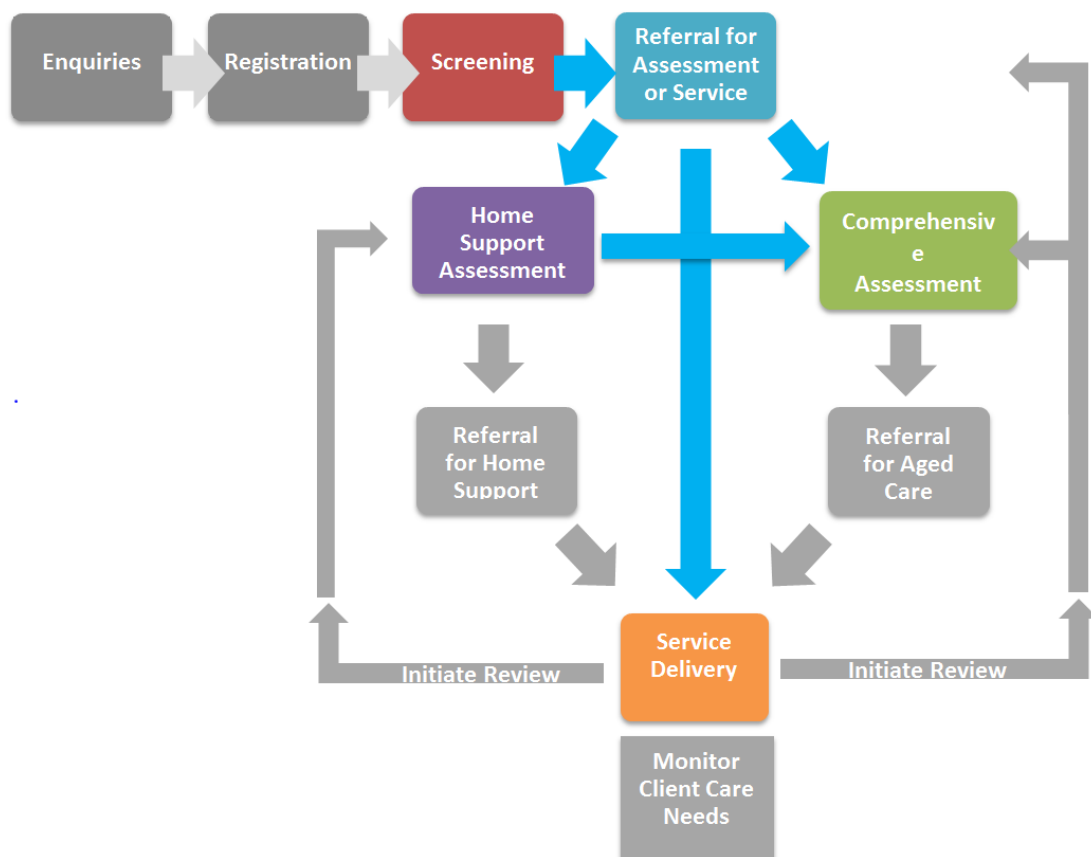 Enquiries
Registration
Screening
Referral for
Assessment
or Service
Home
Support
Assessment
Comprehensiv
e
Assessment
Referral
for Home
Support
Referral
for Aged
Care
Service
Delivery
Initiate Review
Initiate Review
Monitor
Client Care
Needs